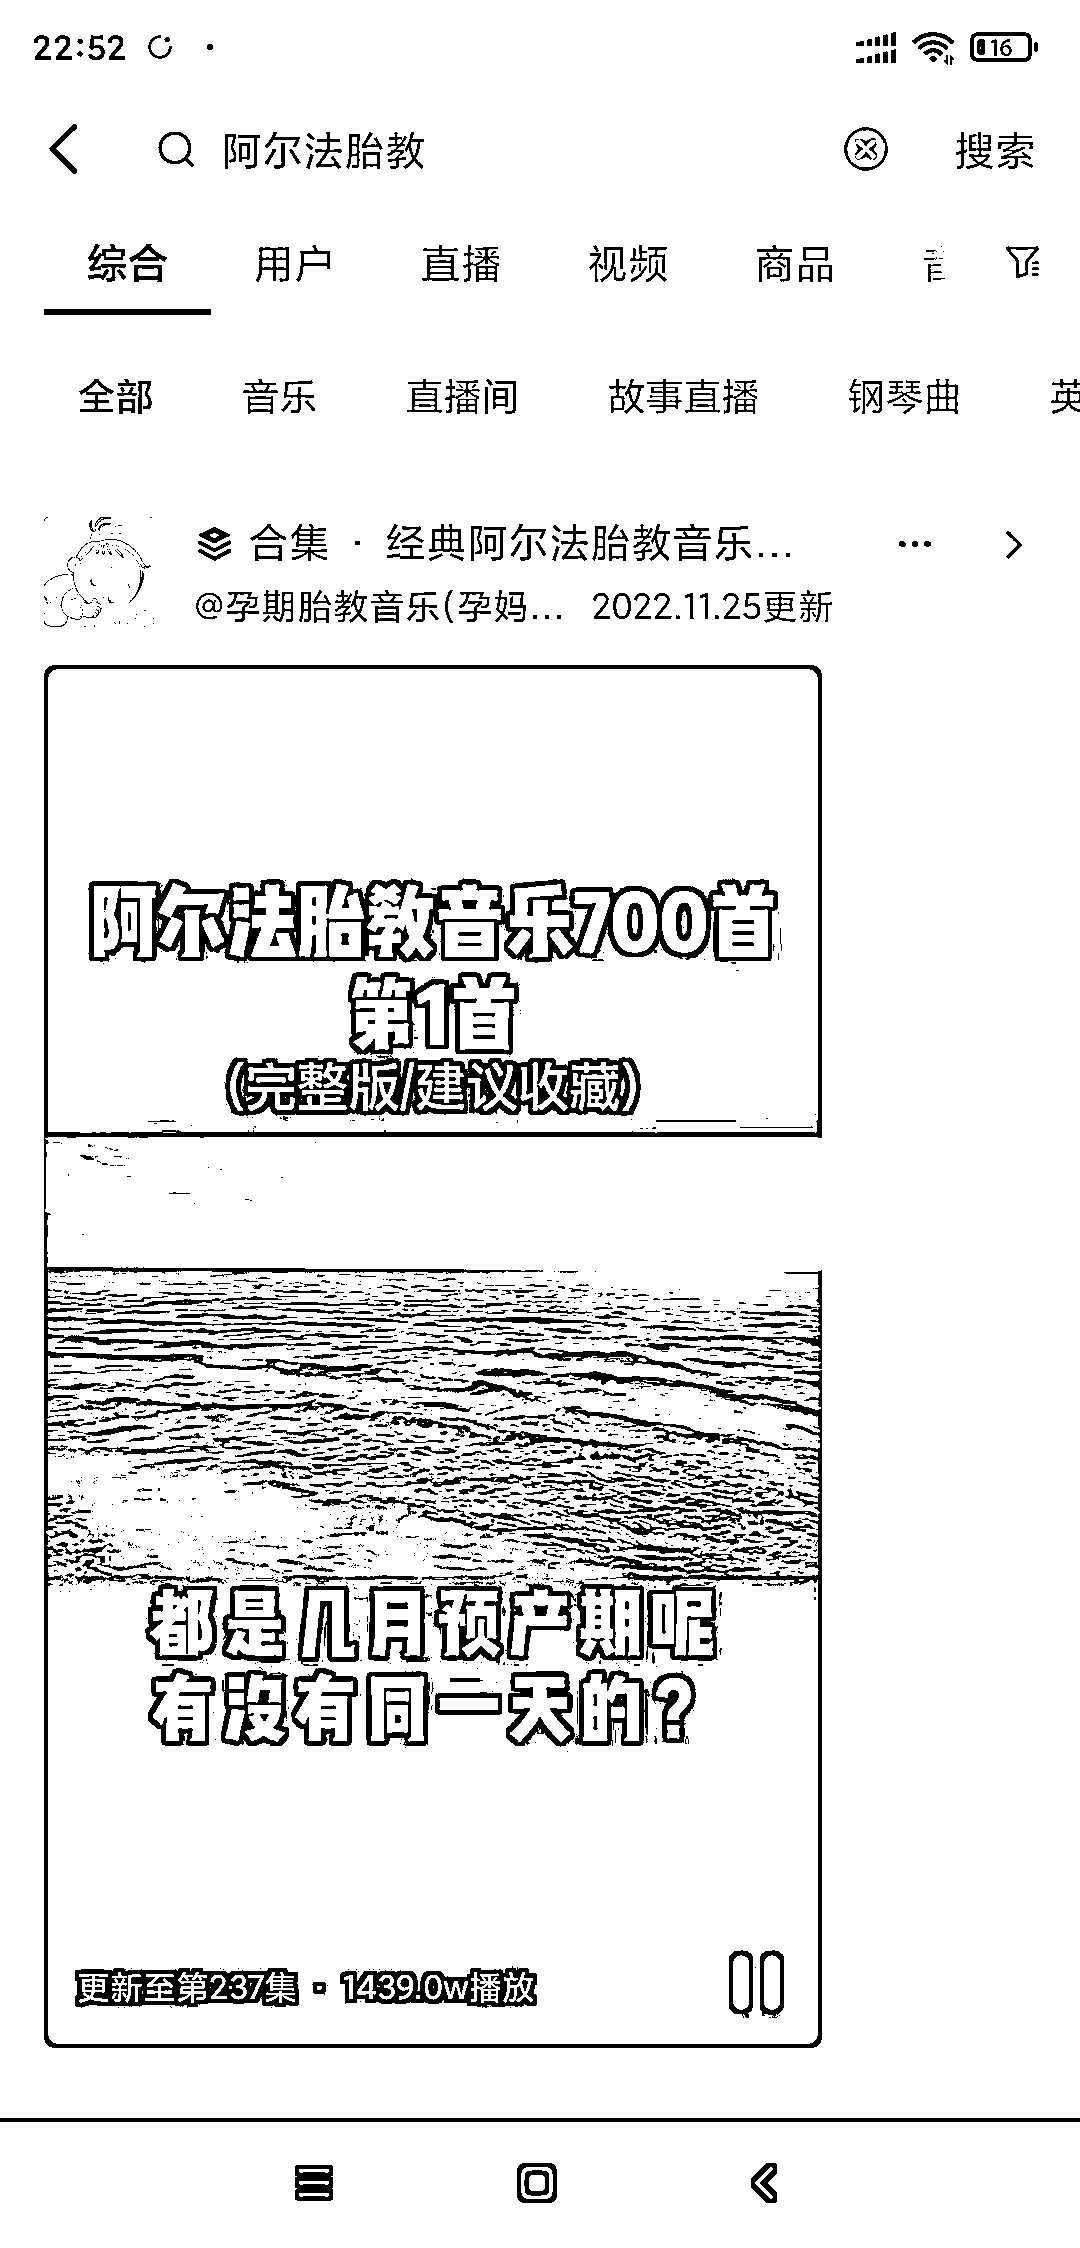 22:52
16
阿尔法胎教
搜索
综合 用户 直播 视频 商品
全部 音乐 直播间 故事直播 钢琴曲 英
合集 · 经典阿尔法胎教音乐...
@孕期胎教音乐(孕妈... 2022.11.25更新
阿尔法胎教音乐700首
第1首
(完整版/建议收藏)
都是几月预产期呢
有没有同一天的?
更新至第237集 · 1439.0w播放